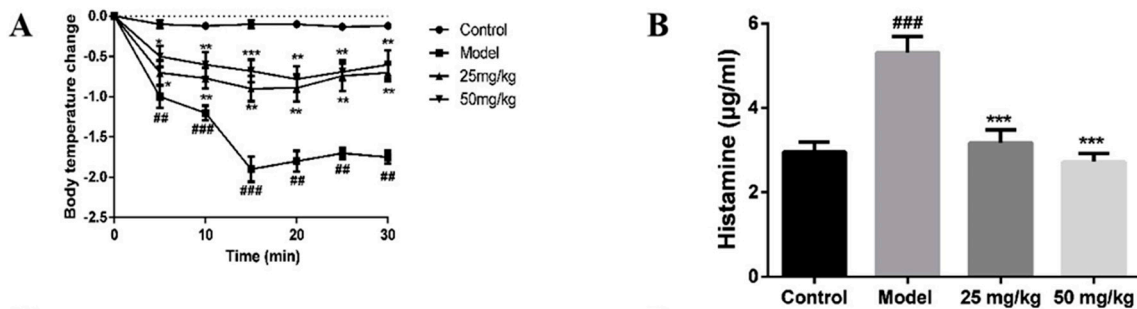 A
Body temperature change
0.0
-0.5
-1.0
-1.5
-2.0
-2.5
0
10
20
30
Time (min)
* ** *** ** ** **
* ** ** ** ** **
## ### ### ## ## ##
Control
Model
25mg/kg
50mg/kg
B
Histamine (μg/ml)
6
4
2
0
###
***
***
Control
Model
25 mg/kg
50 mg/kg